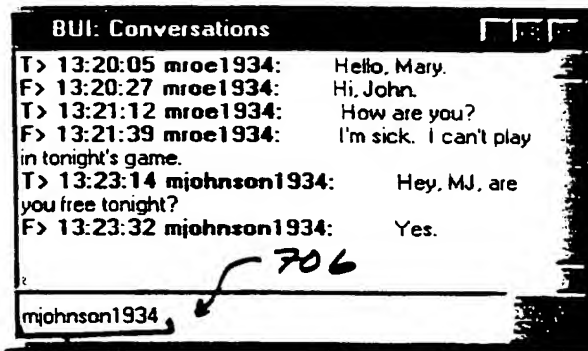 BUI: Conversations
T> 13:20:05 mroe1934: Hello, Mary.
F> 13:20:27 mroe1934: Hi, John.
T> 13:21:12 mroe1934: How are you?
F> 13:21:39 mroe1934: I'm sick. I can't play
in tonight's game.
T> 13:23:14 mjohnson1934: Hey, MJ, are
you free tonight?
F> 13:23:32 mjohnson1934: Yes.
706
mjohnson1934